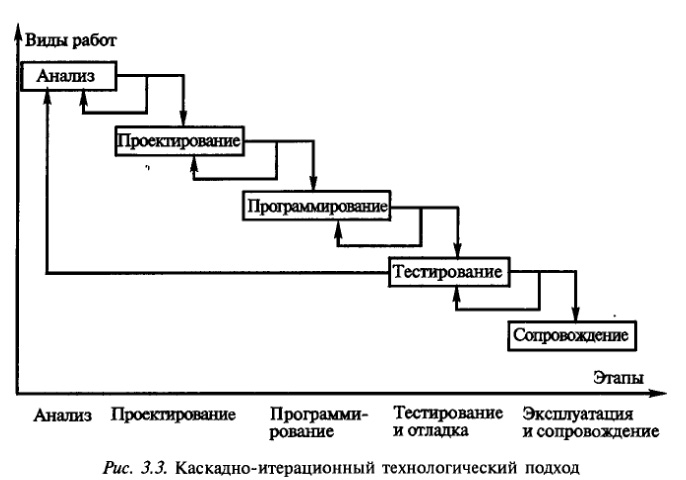 Виды работ
Анализ
Проектирование
Программирование
Тестирование
Сопровождение
Этапы
Анализ
Проектирование
Программи-
рование
Тестирование
и отладка
Эксплуатация
и сопровождение
Рис. 3.3. Каскадно-итерационный технологический подход